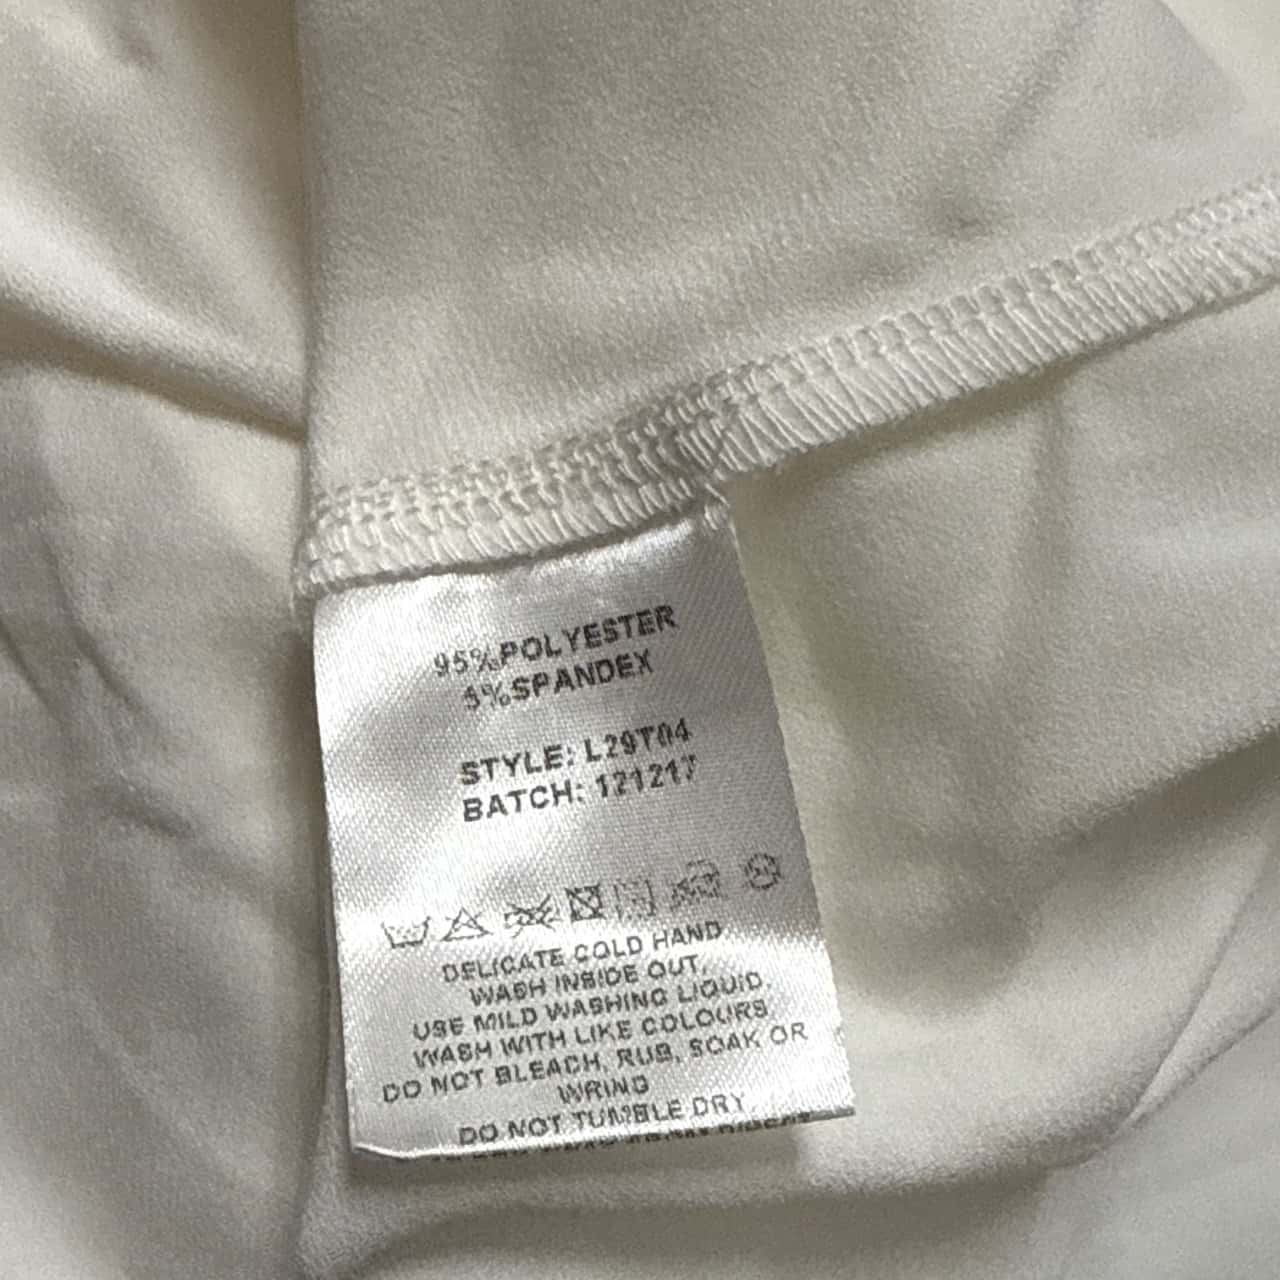 95%POLYESTER
5%SPANDEX
STYLE: L29T04
BATCH: 121217
DELICATE COLD HAND
WASH INSIDE OUT,
USE MILD WASHING LIQUID.
WASH WITH LIKE COLOURS
DO NOT BLEACH, RUB, SOAK OR
WRING
DO NOT TUMBLE DRY.